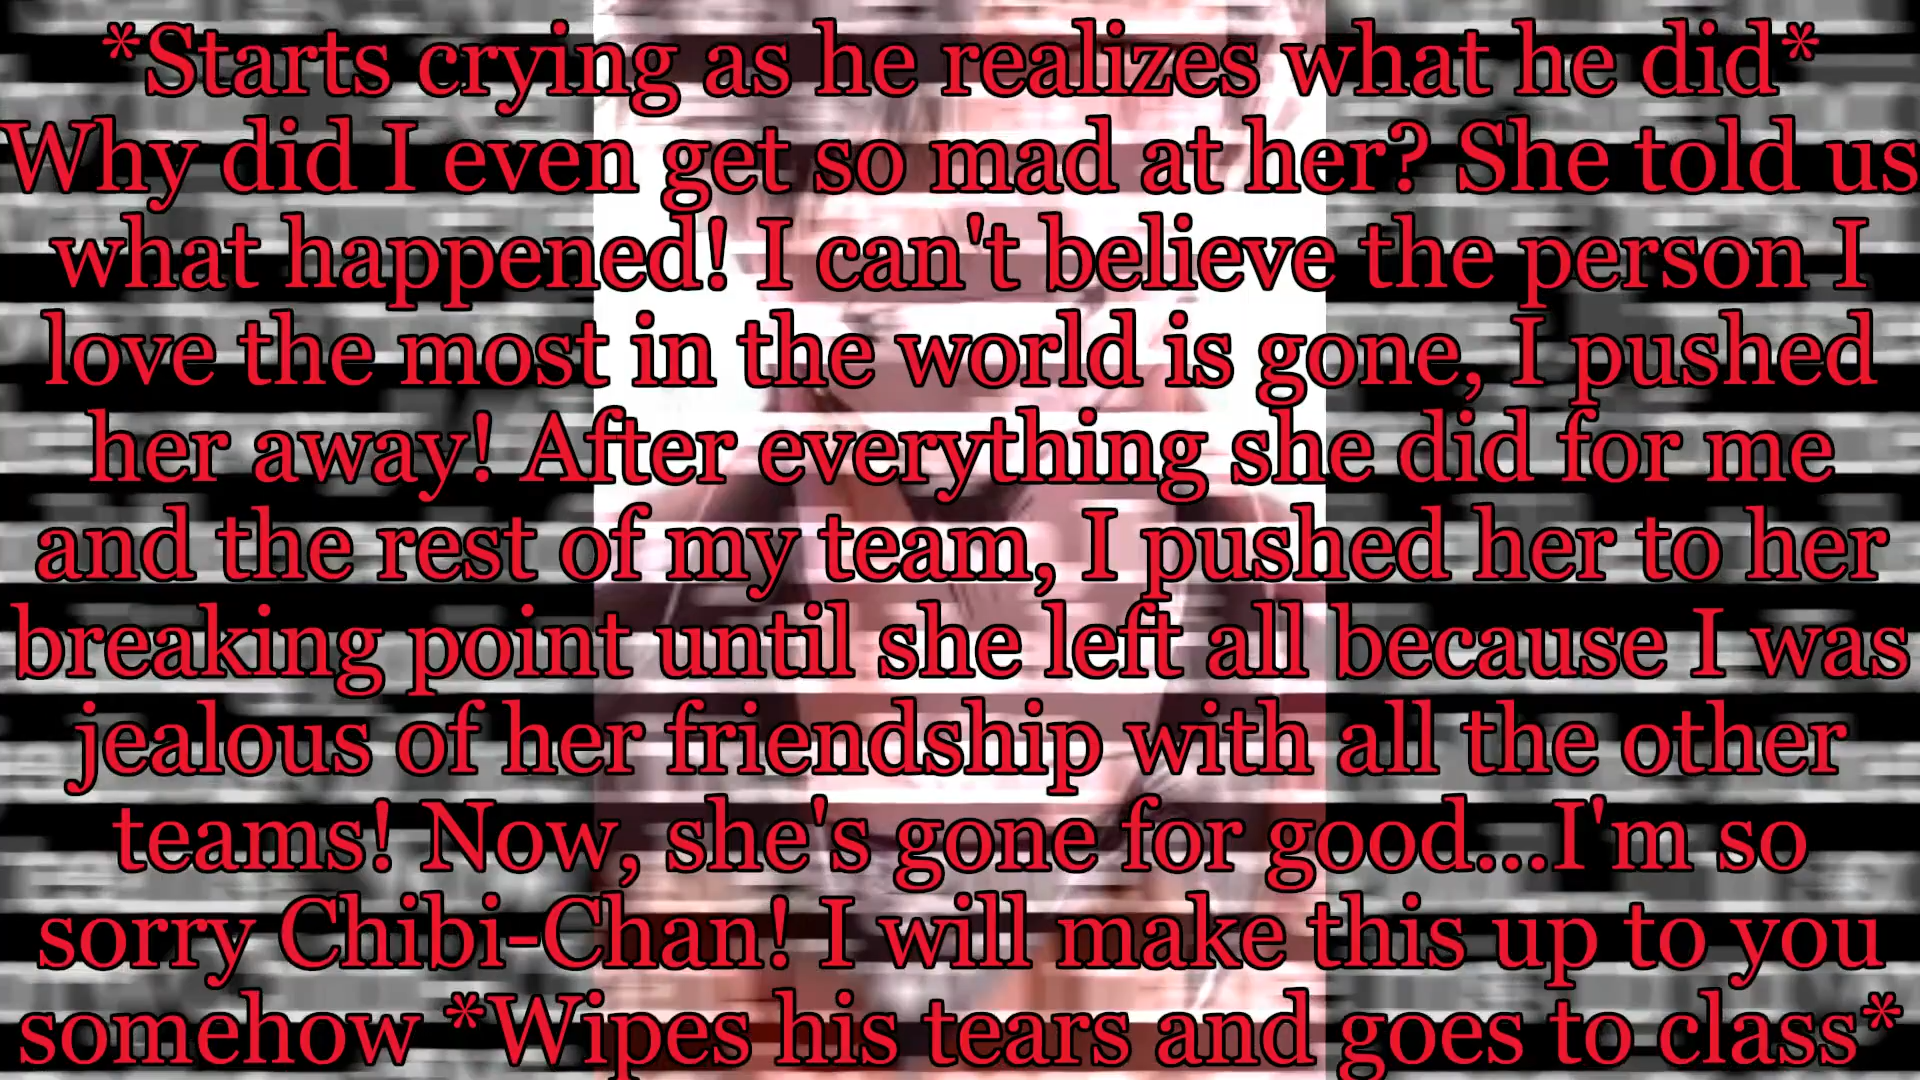 *Starts crying as he realizes what he did*
Why did I even get so mad at her? She told us
what happened! I can't believe the person I
love the most in the world is gone, I pushed
her away! After everything she did for me
and the rest of my team, I pushed her to her
breaking point until she left all because I was
jealous of her friendship with all the other
teams! Now, she's gone for good...I'm so
sorry Chibi-Chan! I will make this up to you
somehow *Wipes his tears and goes to class*